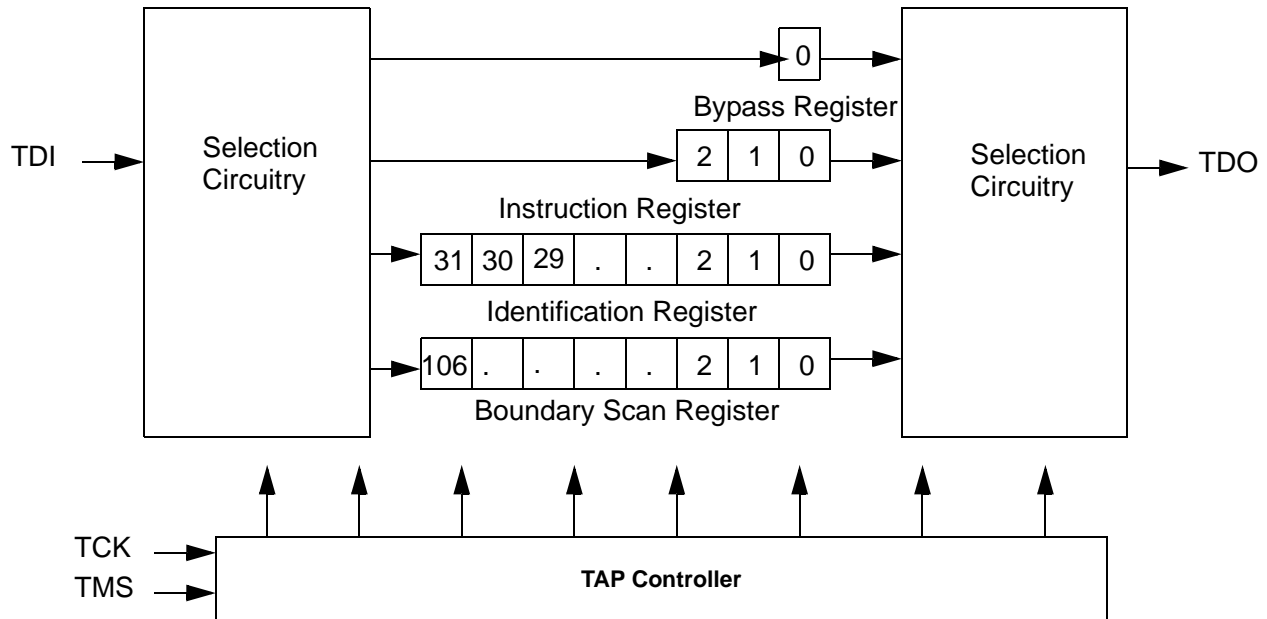 0
Bypass Register
TDI
Selection
Circuitry
2 1 0
Selection
Circuitry
TDO
Instruction Register
31 30 29 . . 2 1 0
Identification Register
106 . . . . 2 1 0
Boundary Scan Register
TCK
TMS
TAP Controller